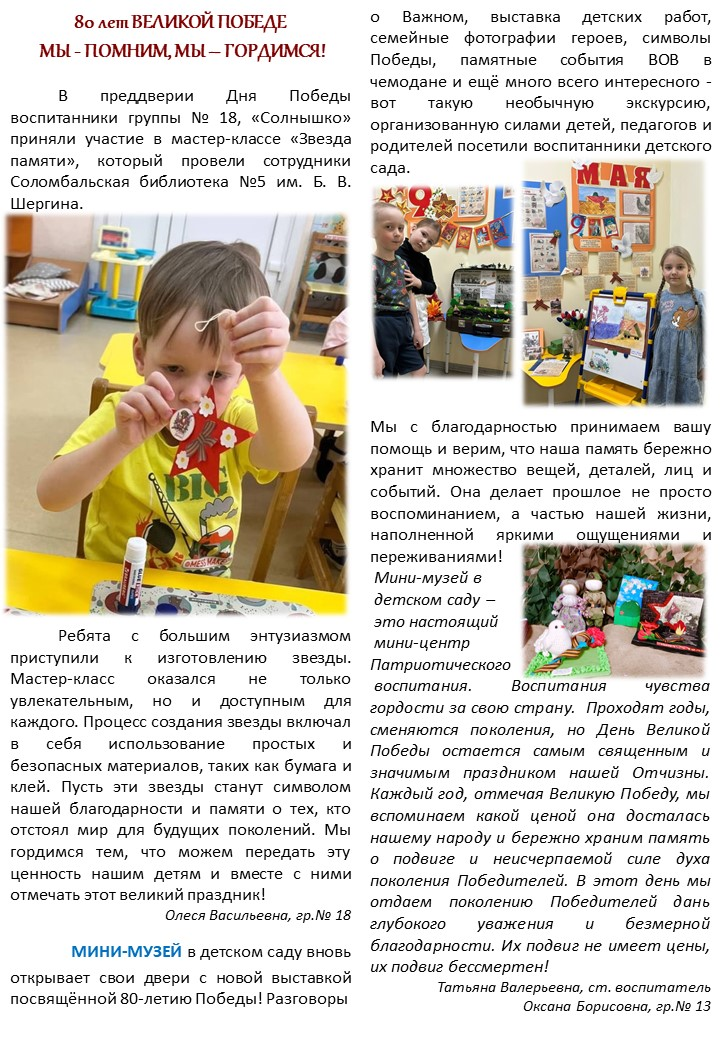 80 лет ВЕЛИКОЙ ПОБЕДЕ
МЫ - ПОМНИМ, МЫ – ГОРДИМСЯ!
В преддверии Дня Победы
воспитанники группы № 18, «Солнышко»
приняли участие в мастер-классе «Звезда
памяти», который провели сотрудники
Соломбальская библиотека №5 им. Б. В.
Шергина.
BIG
MESSMAKER
GLUE STICK
Ребята с большим энтузиазмом
приступили к изготовлению звезды.
Мастер-класс оказался не только
увлекательным, но и доступным для
каждого. Процесс создания звезды включал
в себя использование простых и
безопасных материалов, таких как бумага и
клей. Пусть эти звезды станут символом
нашей благодарности и памяти о тех, кто
отстоял мир для будущих поколений. Мы
гордимся тем, что можем передать эту
ценность нашим детям и вместе с ними
отмечать этот великий праздник!
Олеся Васильевна, гр.№ 18
МИНИ-МУЗЕЙ в детском саду вновь
открывает свои двери с новой выставкой
посвящённой 80-летию Победы! Разговоры
о Важном, выставка детских работ,
семейные фотографии героев, символы
Победы, памятные события ВОВ в
чемодане и ещё много всего интересного -
вот такую необычную экскурсию,
организованную силами детей, педагогов и
родителей посетили воспитанники детского
сада.
9
МАЯ
Мы с благодарностью принимаем вашу
помощь и верим, что наша память бережно
хранит множество вещей, деталей, лиц и
событий. Она делает прошлое не просто
воспоминанием, а частью нашей жизни,
наполненной яркими ощущениями и
переживаниями!
Мини-музей в
детском саду –
это настоящий
мини-центр
Патриотического
воспитания. Воспитания чувства
гордости за свою страну. Проходят годы,
сменяются поколения, но День Великой
Победы остается самым священным и
значимым праздником нашей Отчизны.
Каждый год, отмечая Великую Победу, мы
вспоминаем какой ценой она досталась
нашему народу и бережно храним память
о подвиге и неисчерпаемой силе духа
поколения Победителей. В этот день мы
отдаем поколению Победителей дань
глубокого уважения и безмерной
благодарности. Их подвиг не имеет цены,
их подвиг бессмертен!
Татьяна Валерьевна, ст. воспитатель
Оксана Борисовна, гр.№ 13